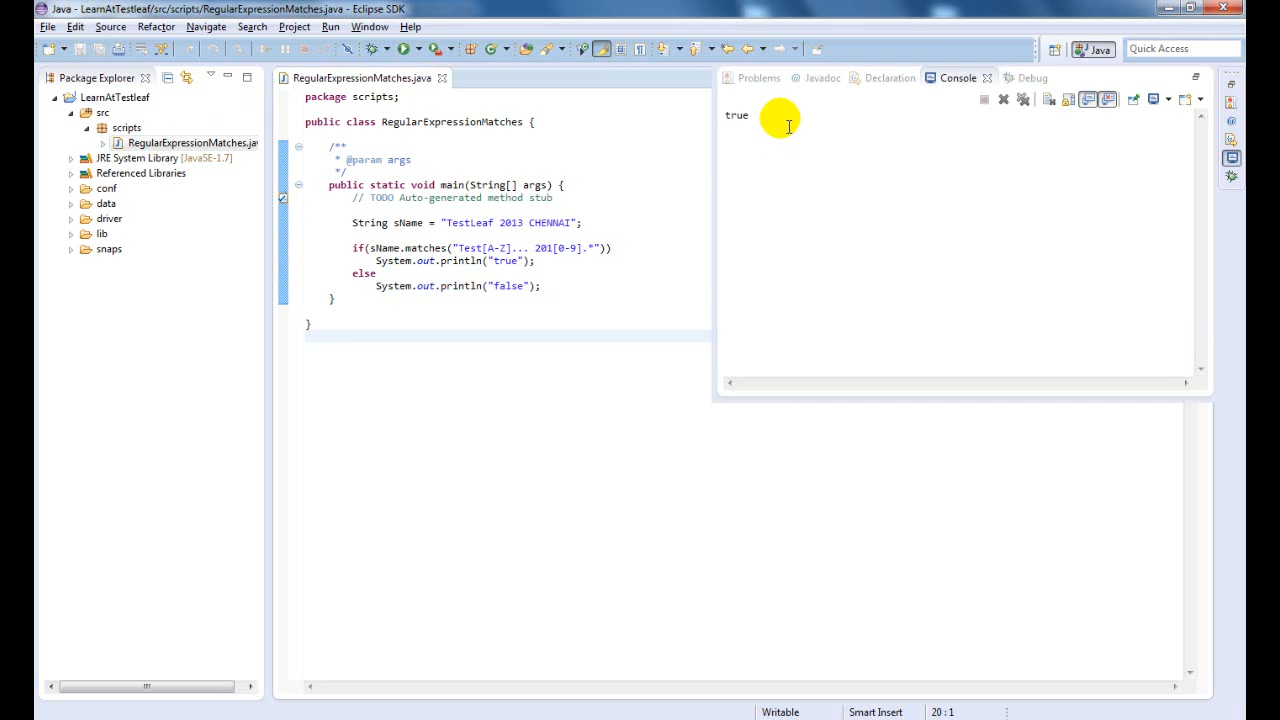 Java - LearnAtTestleaf/src/scripts/RegularExpressionMatches.java - Eclipse SDK
File Edit Source Refactor Navigate Search Project Run Window Help
Java Quick Access
Package Explorer
LearnAtTestleaf
src
scripts
RegularExpressionMatches.jav
JRE System Library [JavaSE-1.7]
Referenced Libraries
conf
data
driver
lib
snaps
RegularExpressionMatches.java
package scripts;
public class RegularExpressionMatches {
/**
* @param args
*/
public static void main(String[] args) {
// TODO Auto-generated method stub
String sName = "TestLeaf 2013 CHENNAI";
if(sName.matches("Test[A-Z]... 201[0-9].*"))
System.out.println("true");
else
System.out.println("false");
}
}
Problems @ Javadoc Declaration Console Debug
true
Writable Smart Insert 20 : 1